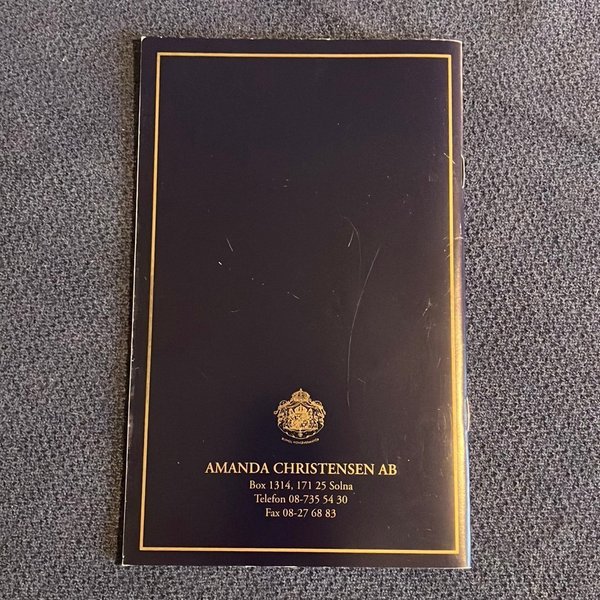 AMANDA CHRISTENSEN AB
Box 1314, 171 25 Solna
Telefon 08-735 54 30
Fax 08-27 68 83